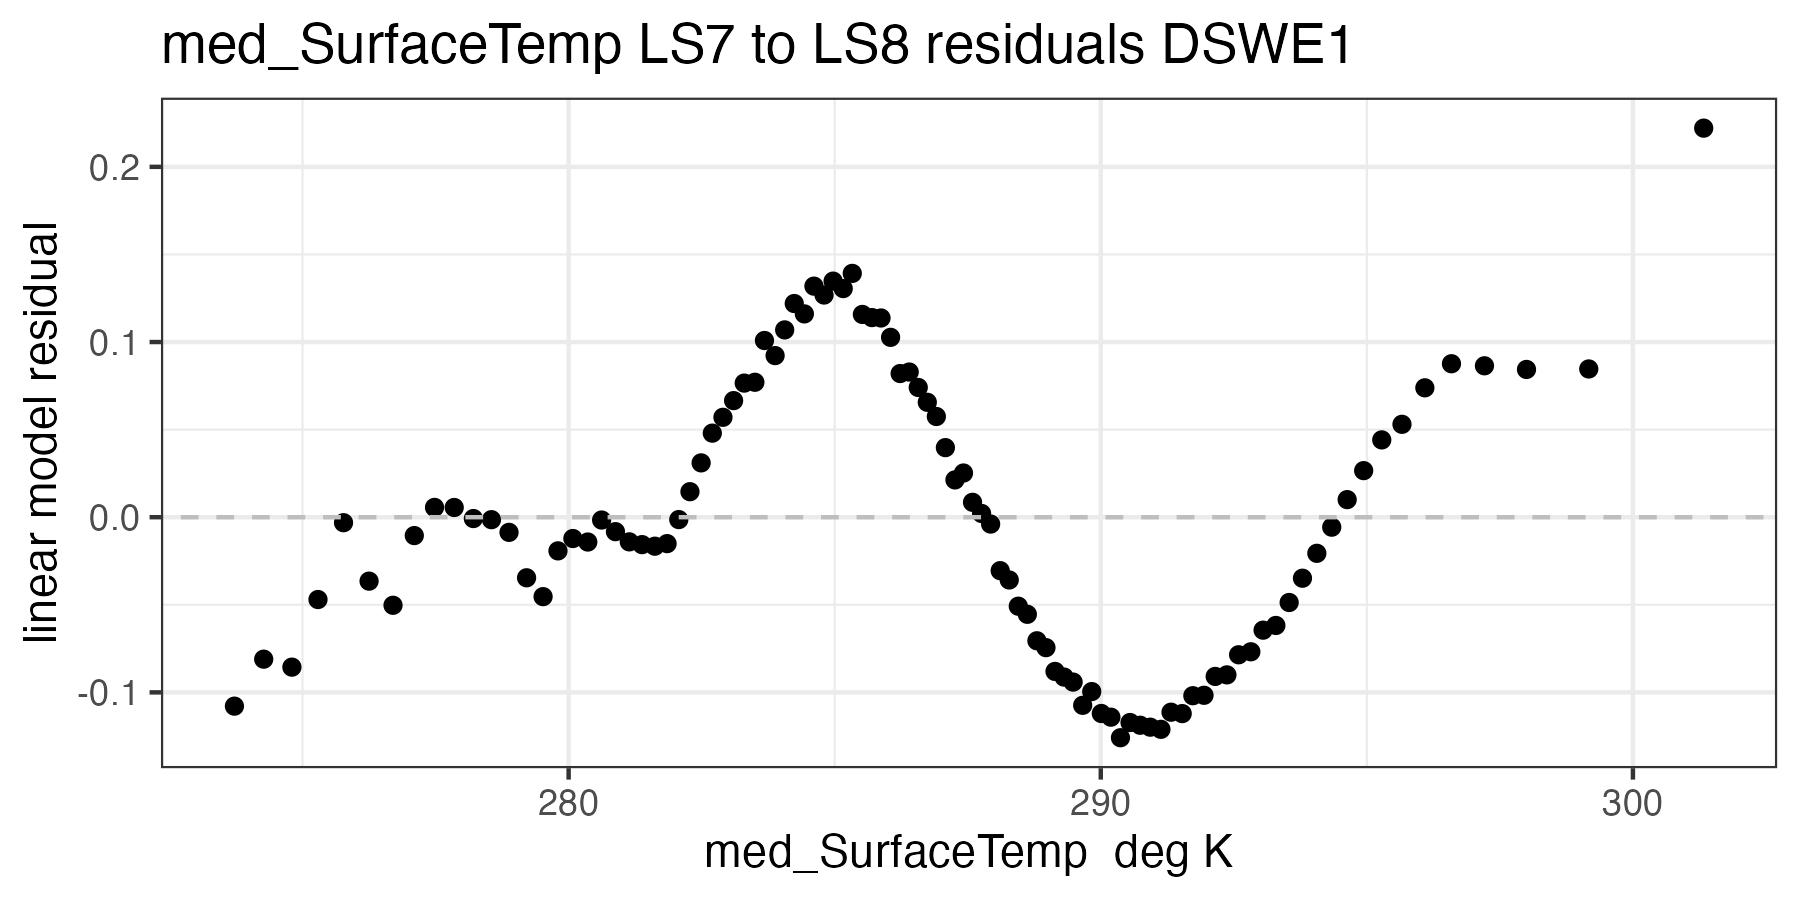 med_SurfaceTemp LS7 to LS8 residuals DSWE1
linear model residual
0.2
0.1
0.0
-0.1
280
290
300
med_SurfaceTemp  deg K